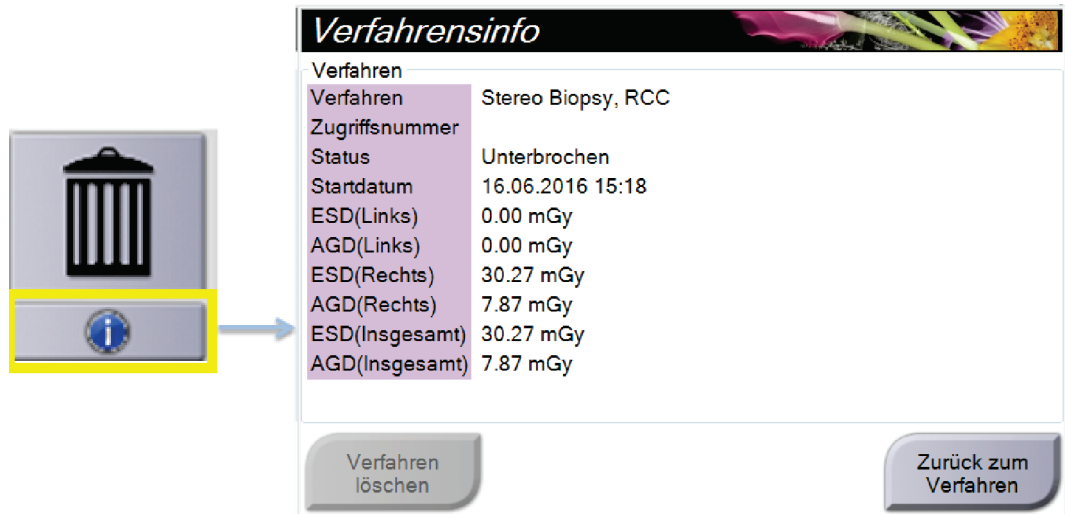 Verfahrensinfo
Verfahren
Verfahren Stereo Biopsy, RCC
Zugriffsnummer
Status Unterbrochen
Startdatum 16.06.2016 15:18
ESD(Links) 0.00 mGy
AGD(Links) 0.00 mGy
ESD(Rechts) 30.27 mGy
AGD(Rechts) 7.87 mGy
ESD(Insgesamt) 30.27 mGy
AGD(Insgesamt) 7.87 mGy
Verfahren
löschen
Zurück zum
Verfahren